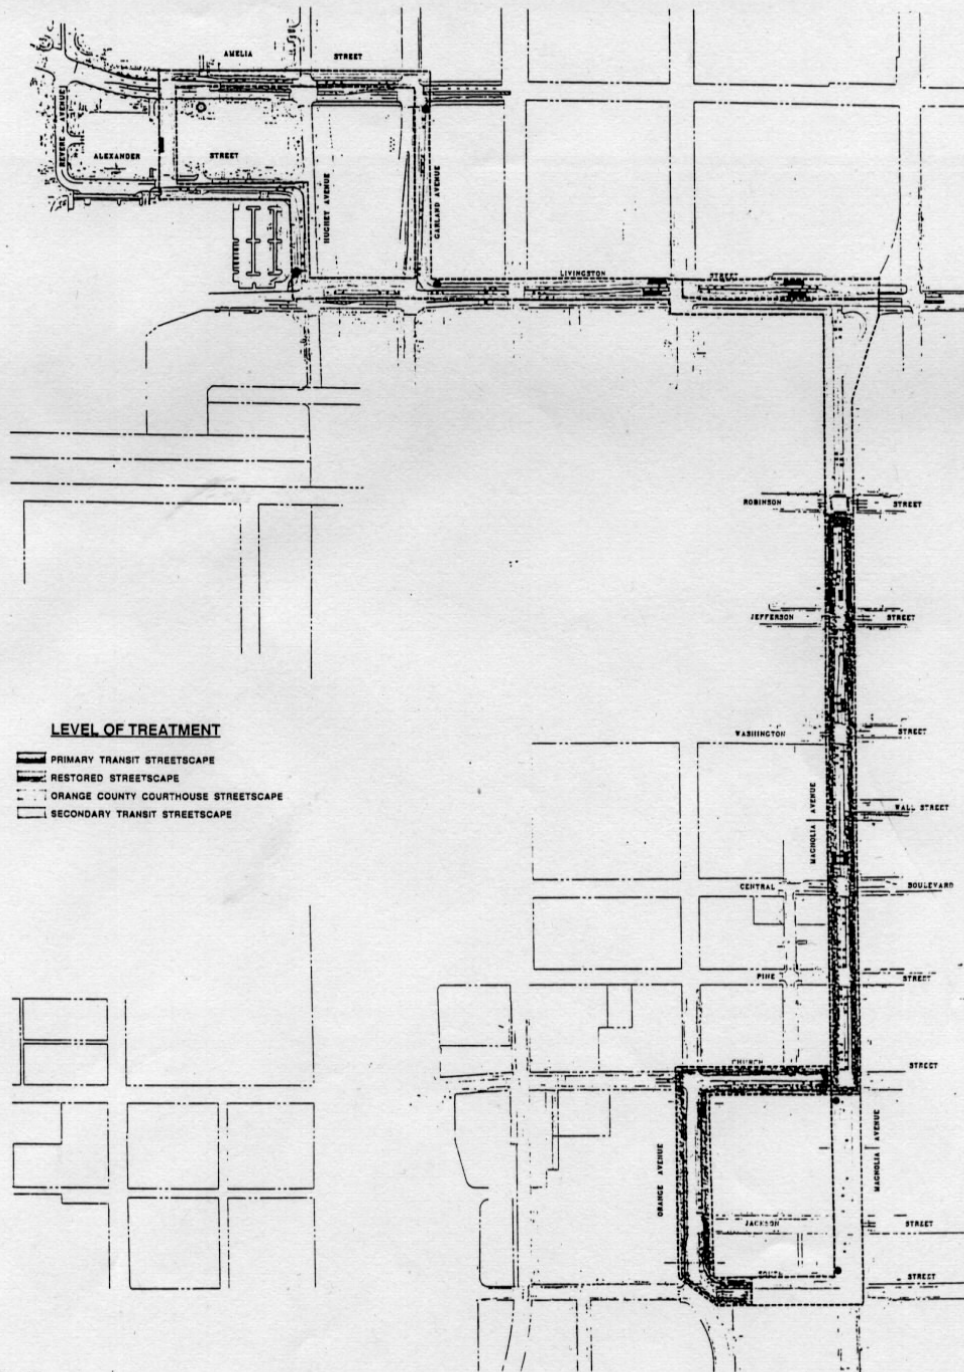 AMELIA STREET
REVERE AVENUE
ALEXANDER STREET
HUGHEY AVENUE
GARLAND AVENUE
LIVINGSTON STREET
ROBINSON STREET
JEFFERSON STREET
LEVEL OF TREATMENT
PRIMARY TRANSIT STREETSCAPE
RESTORED STREETSCAPE
ORANGE COUNTY COURTHOUSE STREETSCAPE
SECONDARY TRANSIT STREETSCAPE
WASHINGTON STREET
MAGNOLIA AVENUE
WALL STREET
CENTRAL BOULEVARD
PINE STREET
CHURCH STREET
ORANGE AVENUE
MAGNOLIA AVENUE
JACKSON STREET
STREET